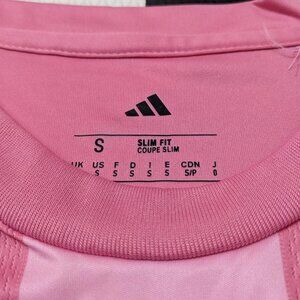 S SLIM FIT
COUPE SLIM
UK US F D I E CDN J
S S S S S S S/P O